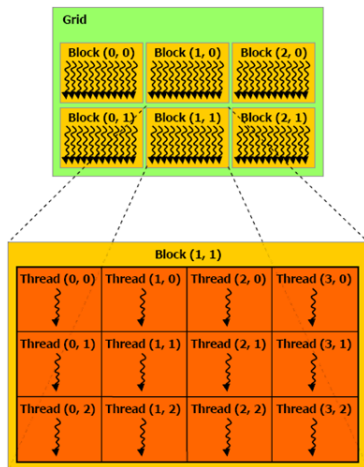 Grid
Block (0, 0) Block (1, 0) Block (2, 0)
Block (0, 1) Block (1, 1) Block (2, 1)
Block (1, 1)
Thread (0, 0) Thread (1, 0) Thread (2, 0) Thread (3, 0)
Thread (0, 1) Thread (1, 1) Thread (2, 1) Thread (3, 1)
Thread (0, 2) Thread (1, 2) Thread (2, 2) Thread (3, 2)